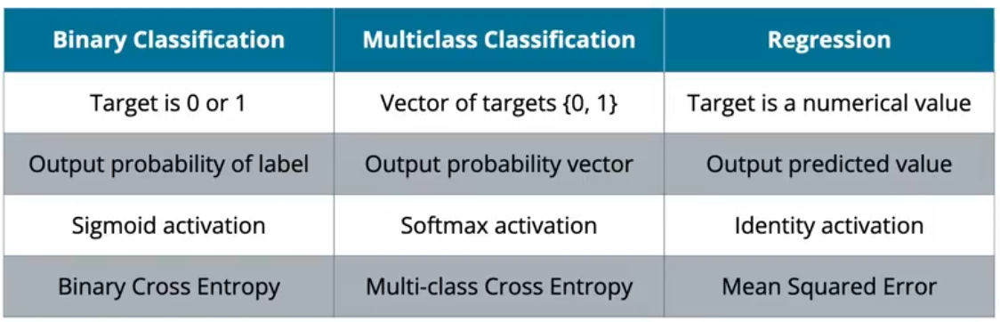 Binary Classification Multiclass Classification Regression
Target is 0 or 1 Vector of targets {0, 1} Target is a numerical value
Output probability of label Output probability vector Output predicted value
Sigmoid activation Softmax activation Identity activation
Binary Cross Entropy Multi-class Cross Entropy Mean Squared Error